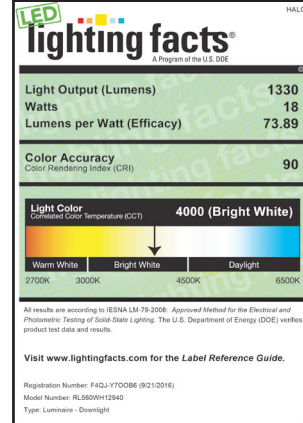 HALO
LED
lighting facts®
A Program of the U.S. DOE
Light Output (Lumens) 1330
Watts 18
Lumens per Watt (Efficacy) 73.89
Color Accuracy 90
Color Rendering Index (CRI)
Light Color
Correlated Color Temperature (CCT) 4000 (Bright White)
Warm White Bright White Daylight
2700K 3000K 4500K 6500K
All results are according to IESNA LM-79-2008: Approved Method for the Electrical and
Photometric Testing of Solid-State Lighting. The U.S. Department of Energy (DOE) verifies
product test data and results.
Visit www.lightingfacts.com for the Label Reference Guide.
Registration Number: F4QJ-Y7OOB6 (9/21/2016)
Model Number: RL560WH12940
Type: Luminaire - Downlight